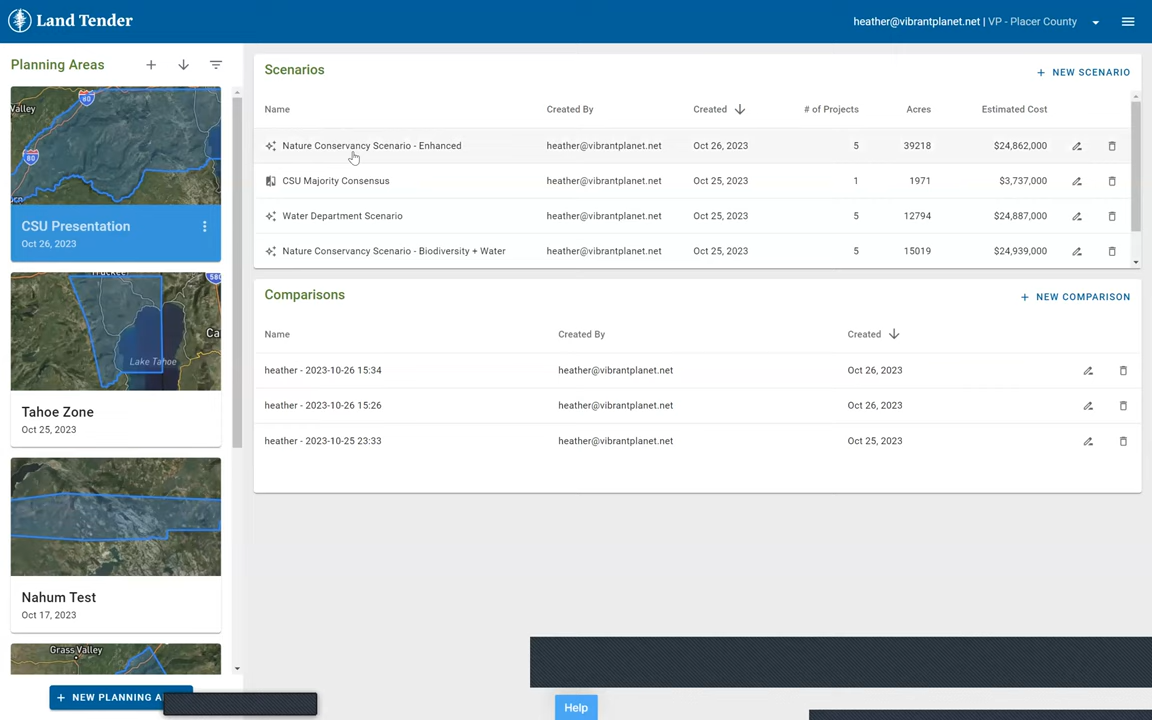 Land Tender
heather@vibrantplanet.net | VP - Placer County
Planning Areas
Valley
80
80
CSU Presentation
Oct 26, 2023
Truckee
580
Ca
Lake Tahoe
Tahoe Zone
Oct 25, 2023
Nahum Test
Oct 17, 2023
Grass Valley
+ NEW PLANNING A
Scenarios
+ NEW SCENARIO
Name Created By Created # of Projects Acres Estimated Cost
Nature Conservancy Scenario - Enhanced heather@vibrantplanet.net Oct 26, 2023 5 39218 $24,862,000
CSU Majority Consensus heather@vibrantplanet.net Oct 25, 2023 1 1971 $3,737,000
Water Department Scenario heather@vibrantplanet.net Oct 25, 2023 5 12794 $24,887,000
Nature Conservancy Scenario - Biodiversity + Water heather@vibrantplanet.net Oct 25, 2023 5 15019 $24,939,000
Comparisons
+ NEW COMPARISON
Name Created By Created
heather - 2023-10-26 15:34 heather@vibrantplanet.net Oct 26, 2023
heather - 2023-10-26 15:26 heather@vibrantplanet.net Oct 26, 2023
heather - 2023-10-25 23:33 heather@vibrantplanet.net Oct 25, 2023
Help